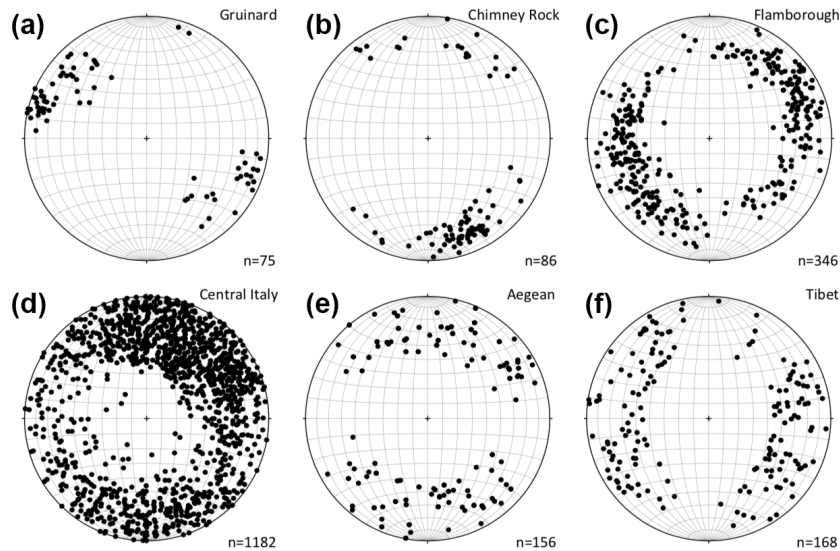 (a) Gruinard
n=75
(b) Chimney Rock
n=86
(c) Flamborough
n=346
(d) Central Italy
n=1182
(e) Aegean
n=156
(f) Tibet
n=168